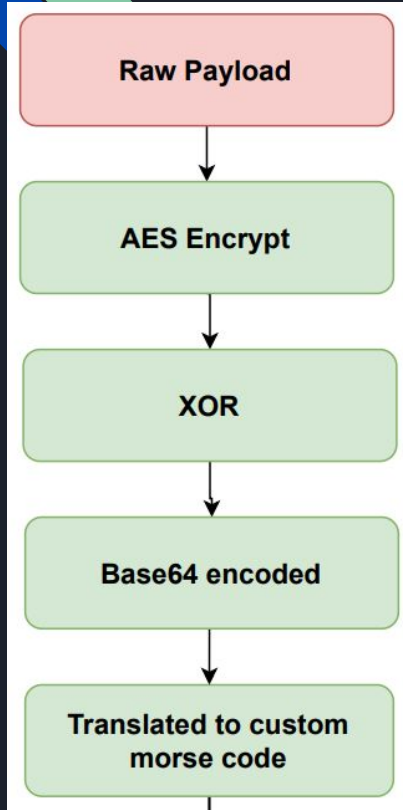 Raw Payload
AES Encrypt
XOR
Base64 encoded
Translated to custom
morse code